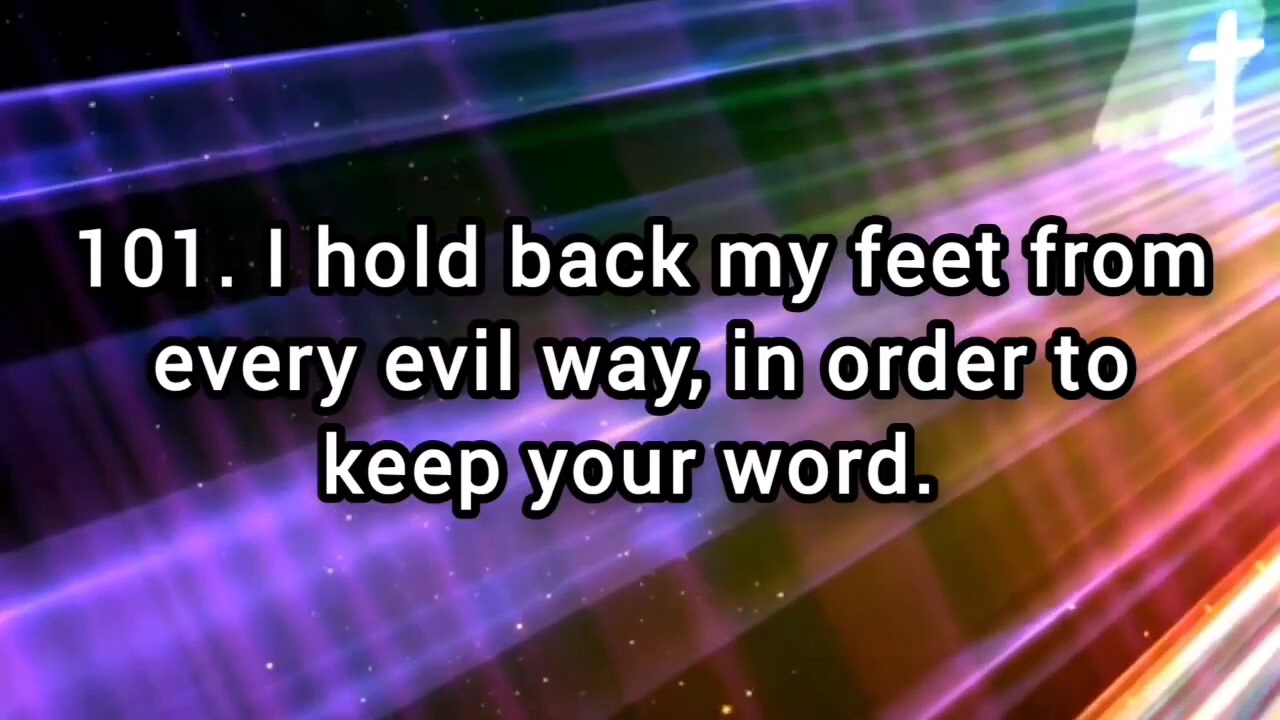 101. I hold back my feet from
every evil way, in order to
keep your word.